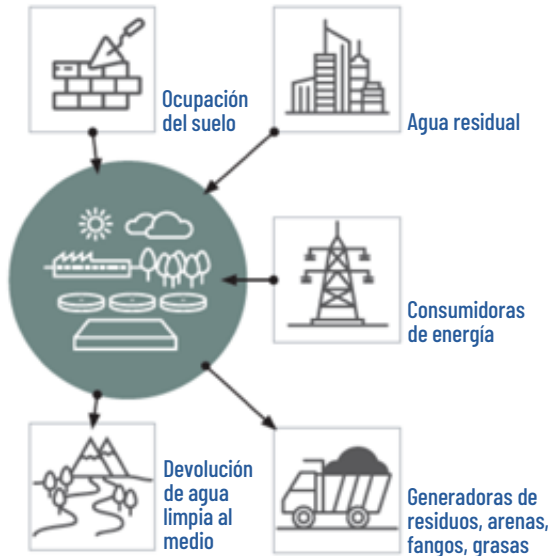 Ocupación
del suelo
Agua residual
Consumidoras
de energía
Devolución
de agua
limpia al
medio
Generadoras de
residuos, arenas,
fangos, grasas